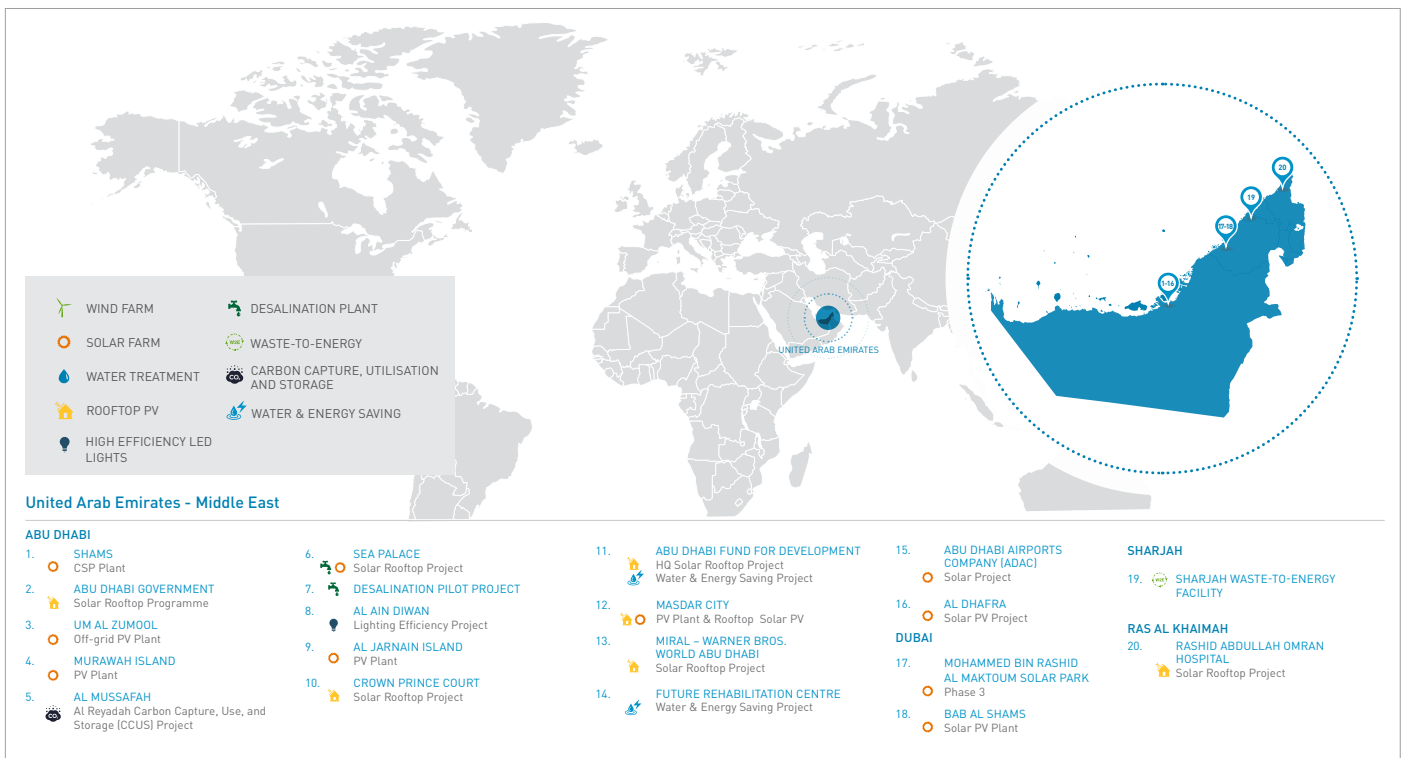 20
19
17-18
1-16
UNITED ARAB EMIRATES
WIND FARM
SOLAR FARM
WATER TREATMENT
ROOFTOP PV
HIGH EFFICIENCY LED
LIGHTS
DESALINATION PLANT
WtE
WASTE-TO-ENERGY
CO₂
CARBON CAPTURE, UTILISATION
AND STORAGE
WATER & ENERGY SAVING
United Arab Emirates - Middle East
ABU DHABI
1. SHAMS
CSP Plant
2. ABU DHABI GOVERNMENT
Solar Rooftop Programme
3. UM AL ZUMOOL
Off-grid PV Plant
4. MURAWAH ISLAND
PV Plant
5. AL MUSSAFAH
CO₂
Al Reyadah Carbon Capture, Use, and
Storage (CCUS) Project
6. SEA PALACE
Solar Rooftop Project
7. DESALINATION PILOT PROJECT
8. AL AIN DIWAN
Lighting Efficiency Project
9. AL JARNAIN ISLAND
PV Plant
10. CROWN PRINCE COURT
Solar Rooftop Project
11. ABU DHABI FUND FOR DEVELOPMENT
HQ Solar Rooftop Project
Water & Energy Saving Project
12. MASDAR CITY
PV Plant & Rooftop Solar PV
13. MIRAL – WARNER BROS.
WORLD ABU DHABI
Solar Rooftop Project
14. FUTURE REHABILITATION CENTRE
Water & Energy Saving Project
15. ABU DHABI AIRPORTS
COMPANY (ADAC)
Solar Project
16. AL DHAFRA
Solar PV Project
DUBAI
17. MOHAMMED BIN RASHID
AL MAKTOUM SOLAR PARK
Phase 3
18. BAB AL SHAMS
Solar PV Plant
SHARJAH
19. WtE SHARJAH WASTE-TO-ENERGY
FACILITY
RAS AL KHAIMAH
20. RASHID ABDULLAH OMRAN
HOSPITAL
Solar Rooftop Project